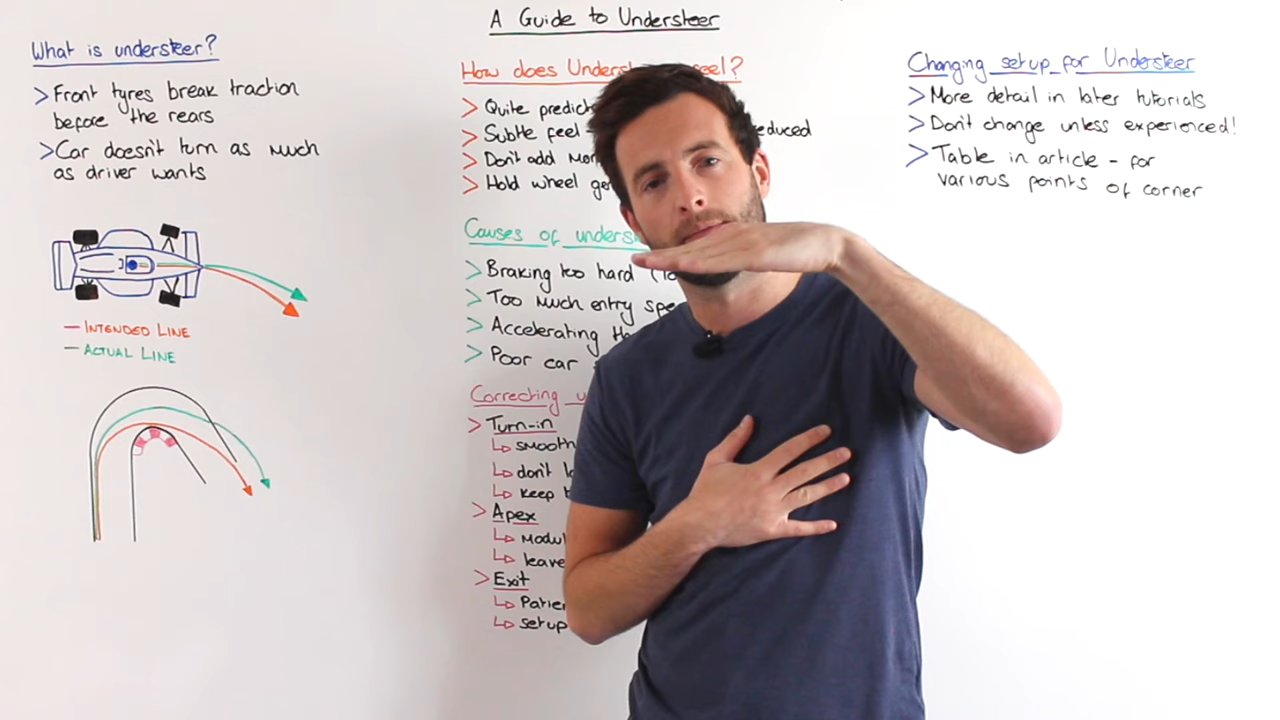 A Guide to Understeer
What is understeer?
> Front tyres break traction
before the rears
> Car doesn't turn as much
as driver wants
— INTENDED LINE
— ACTUAL LINE
How does Unders feel?
> Quite predict
> Subtle feel educed
> Don't add mor
> Hold wheel ge
Causes of unders
> Braking too hard (
> Too much entry spe
> Accelerating
> Poor car
Correcting u
> Turn-in
↳ smooth
↳ don't
↳ keep
> Apex
↳ modul
↳ leave
> Exit
↳ Patie
↳ setup
Changing setup for Understeer
> More detail in later tutorials
> Don't change unless experienced!
> Table in article - for
various points of corner